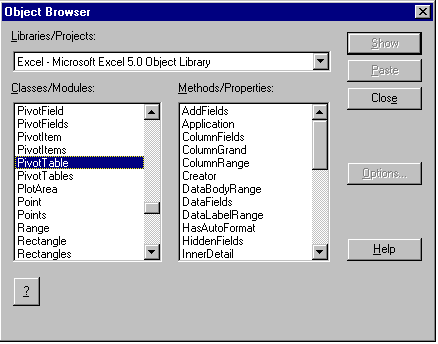 Object Browser
Libraries/Projects:
Excel - Microsoft Excel 5.0 Object Library
Show
Paste
Close
Classes/Modules:
PivotField
PivotFields
PivotItem
PivotItems
PivotTable
PivotTables
PlotArea
Point
Points
Range
Rectangle
Rectangles
Methods/Properties:
AddFields
Application
ColumnFields
ColumnGrand
ColumnRange
Creator
DataBodyRange
DataFields
DataLabelRange
HasAutoFormat
HiddenFields
InnerDetail
Options...
Help
?